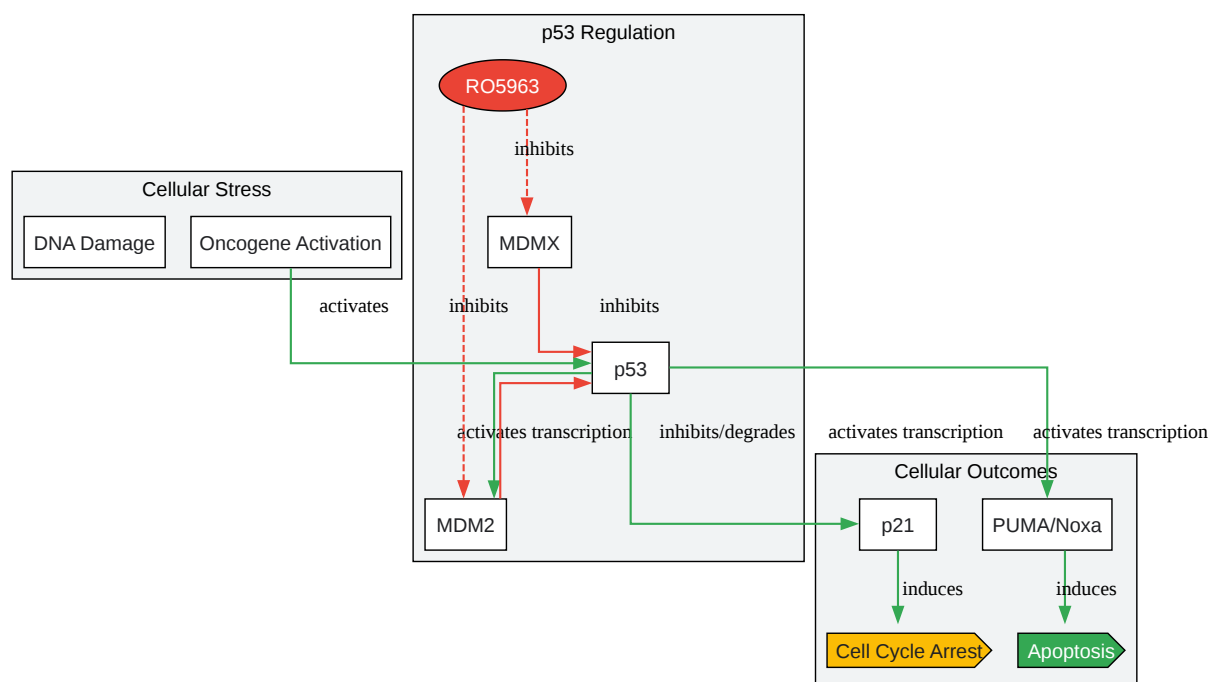 p53 Regulation
RO5963
inhibits
Cellular Stress
DNA Damage
Oncogene Activation
MDMX
activates
inhibits
inhibits
p53
activates transcription
inhibits/degrades
activates transcription
activates transcription
Cellular Outcomes
MDM2
p21
PUMA/Noxa
induces
induces
Cell Cycle Arrest
Apoptosis